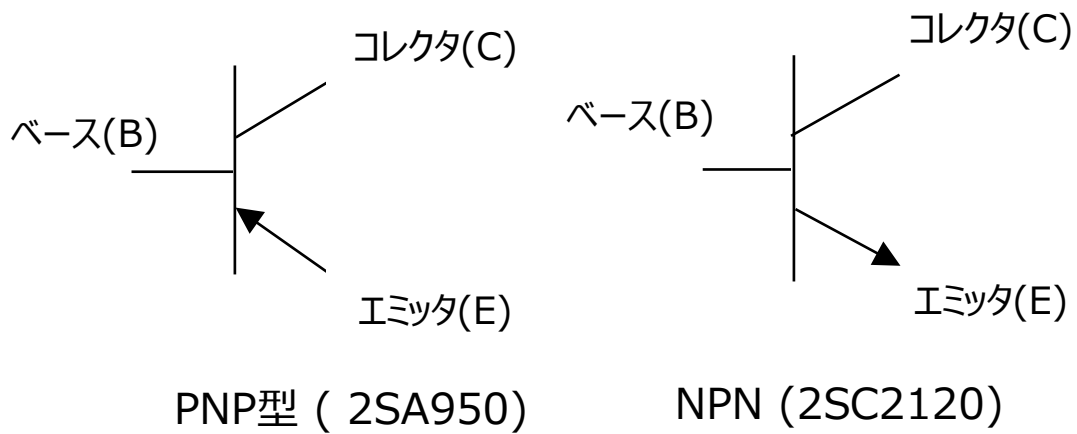 コレクタ(C)
ベース(B)
エミッタ(E)
PNP型 ( 2SA950)
コレクタ(C)
ベース(B)
エミッタ(E)
NPN (2SC2120)